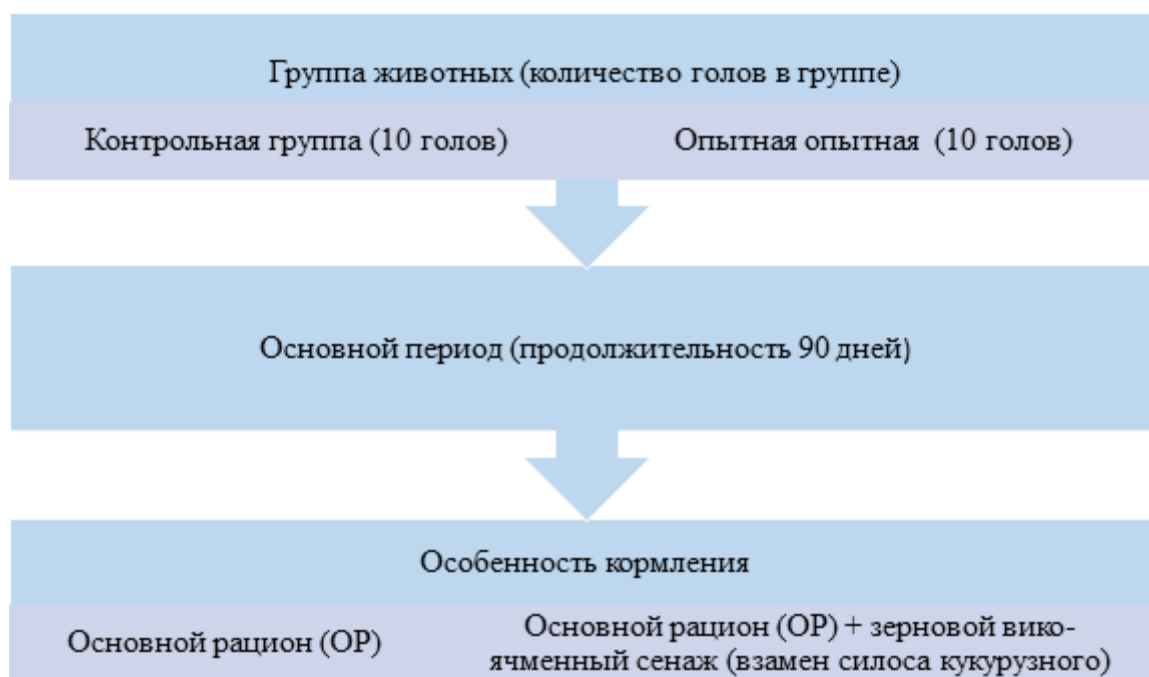 Группа животных (количество голов в группе)
Контрольная группа (10 голов)
Опытная опытная (10 голов)
Основной период (продолжительность 90 дней)
Особенность кормления
Основной рацион (ОР)
Основной рацион (ОР) + зерновой вико-
ячменный сенаж (взамен силоса кукурузного)